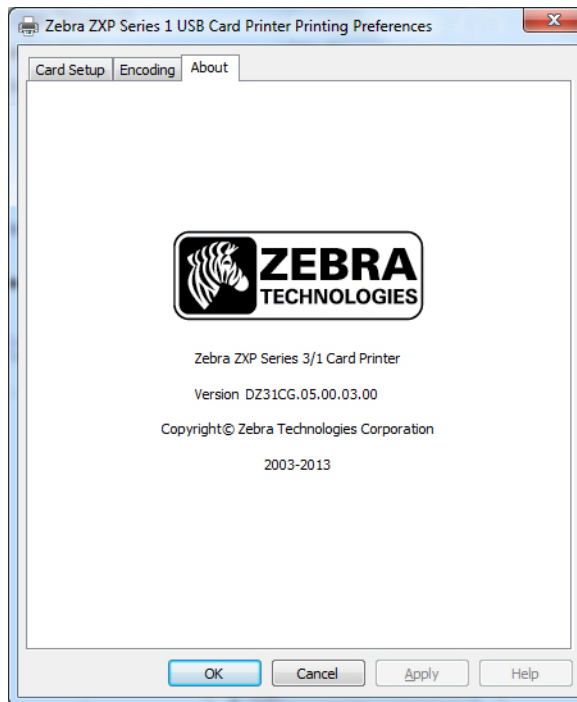 Zebra ZXP Series 1 USB Card Printer Printing Preferences
Card Setup Encoding About
ZEBRA
TECHNOLOGIES
Zebra ZXP Series 3/1 Card Printer
Version DZ31CG.05.00.03.00
Copyright© Zebra Technologies Corporation
2003-2013
OK Cancel Apply Help